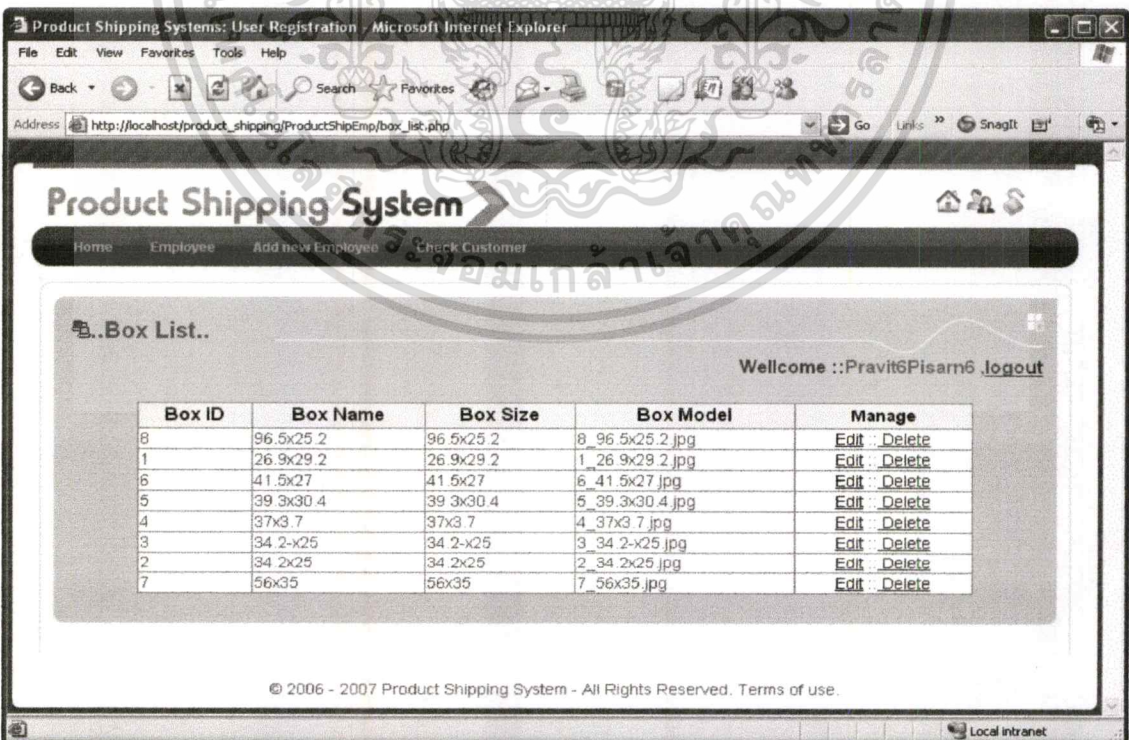 Product Shipping Systems: User Registration - Microsoft Internet Explorer
File Edit View Favorites Tools Help
Back Search Favorites
Address http://localhost/product_shipping/ProductShipEmp/box_list.php Go Links » SnagIt
Product Shipping System
Home Employee Add new Employee Check Customer
..Box List..
Wellcome ::Pravit6Pisarn6 .logout
Box ID Box Name Box Size Box Model Manage
8 96.5x25.2 96.5x25.2 8_96.5x25.2.jpg Edit :: Delete
1 26.9x29.2 26.9x29.2 1_26.9x29.2.jpg Edit :: Delete
6 41.5x27 41.5x27 6_41.5x27.jpg Edit :: Delete
5 39.3x30.4 39.3x30.4 5_39.3x30.4.jpg Edit :: Delete
4 37x3.7 37x3.7 4_37x3.7.jpg Edit :: Delete
3 34.2-x25 34.2-x25 3_34.2-x25.jpg Edit :: Delete
2 34.2x25 34.2x25 2_34.2x25.jpg Edit :: Delete
7 56x35 56x35 7_56x35.jpg Edit :: Delete
© 2006 - 2007 Product Shipping System - All Rights Reserved. Terms of use.
Local intranet